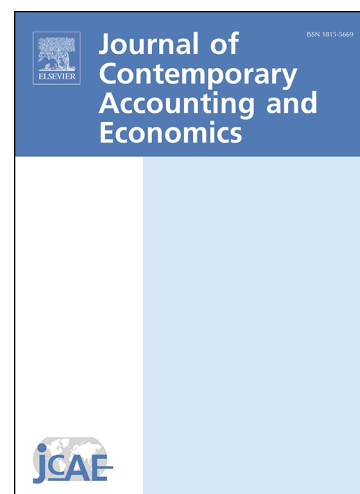 ISSN 1815-5669
Journal of
Contemporary
Accounting and
Economics
ELSEVIER
jcAE